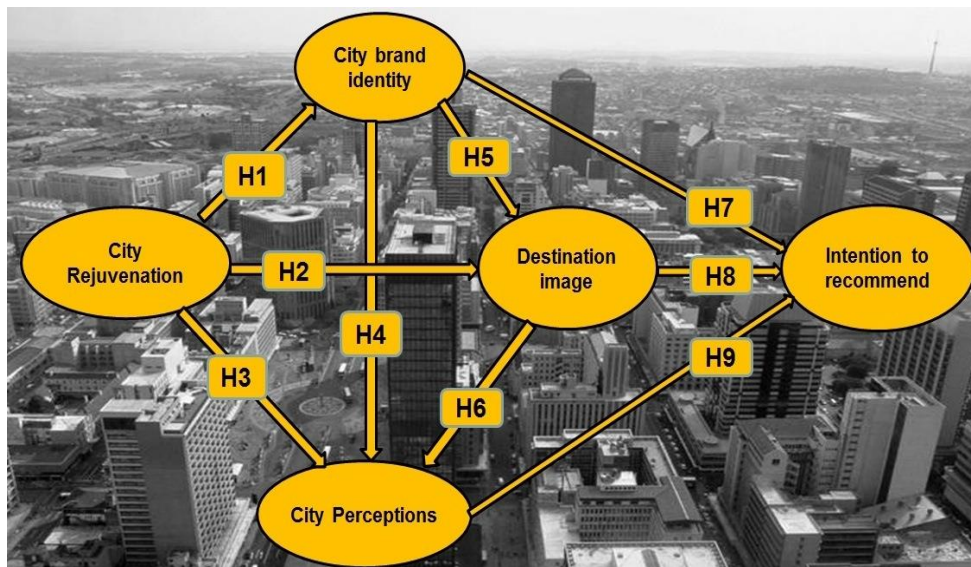 City brand
identity
H5
H1
H7
City
Rejuvenation
H2
Destination
image
H8
Intention to
recommend
H4
H9
H3
H6
City Perceptions